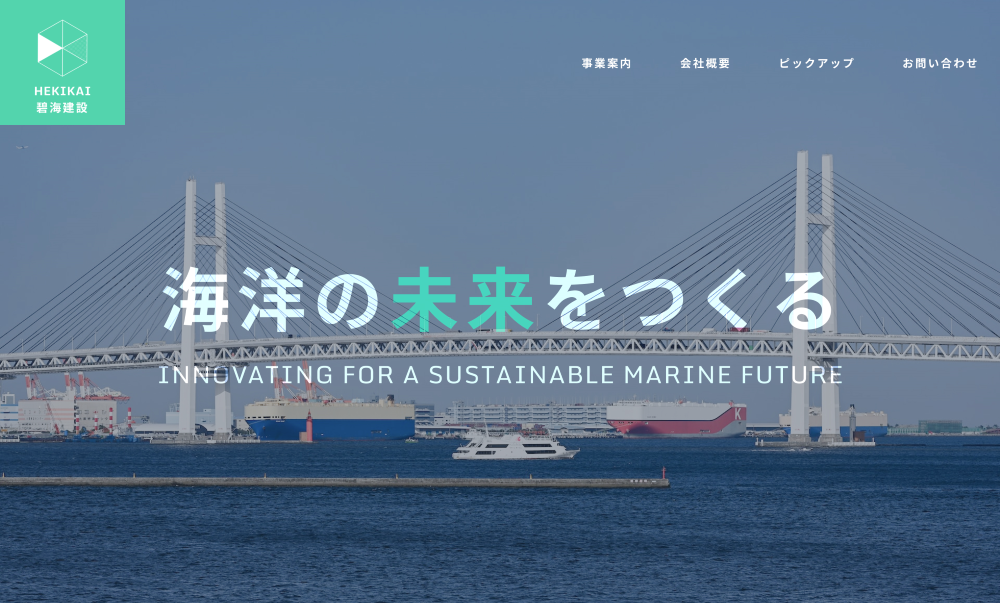 HEKIKAI
碧海建設
事業案内 会社概要 ピックアップ お問い合わせ
海洋の未来をつくる
INNOVATING FOR A SUSTAINABLE MARINE FUTURE
K